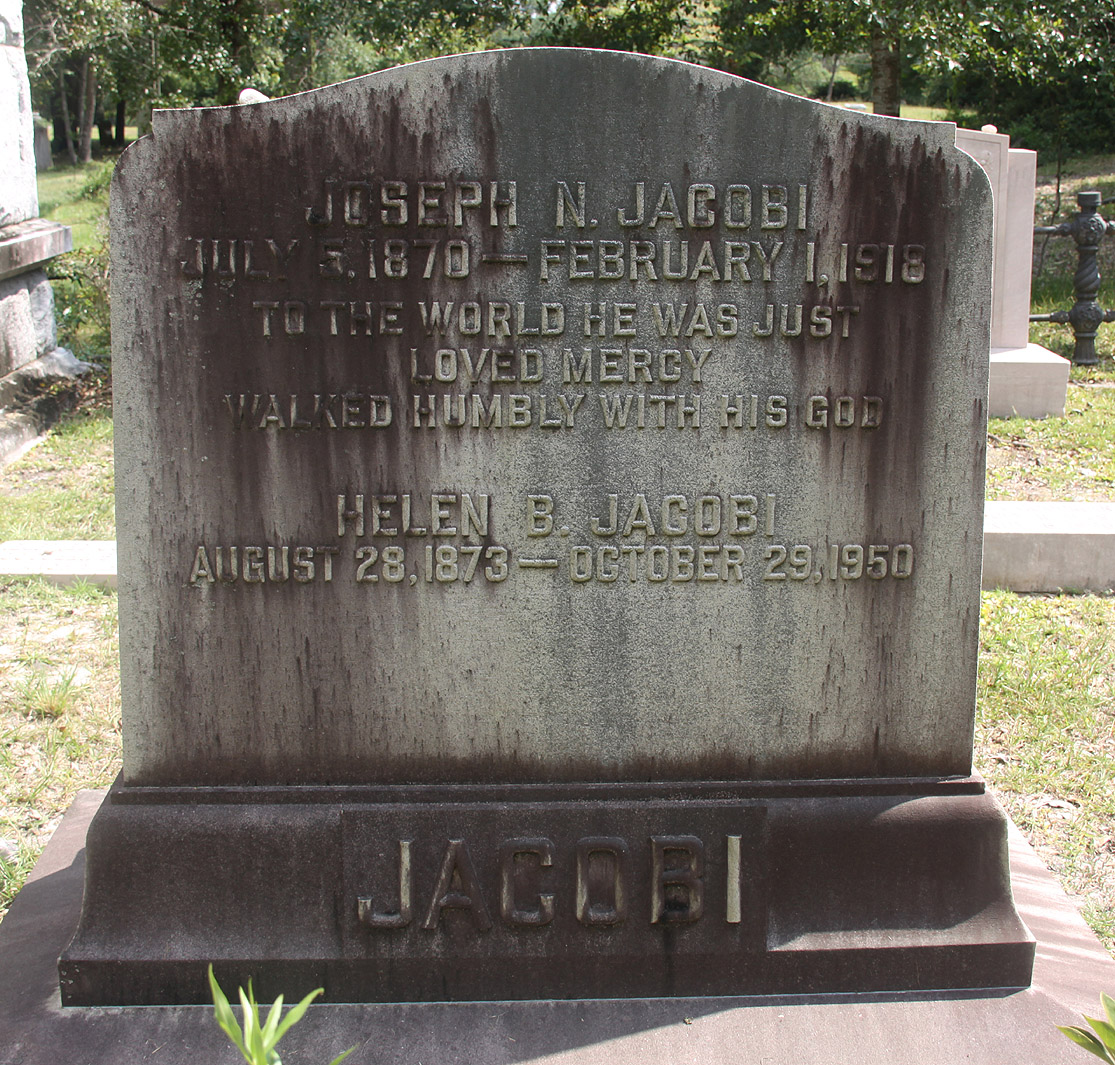 JOSEPH N. JACOBI
JULY 5, 1870 — FEBRUARY 1, 1918
TO THE WORLD HE WAS JUST
LOVED MERCY
WALKED HUMBLY WITH HIS GOD
HELEN B. JACOBI
AUGUST 28, 1873 — OCTOBER 29, 1950
JACOBI